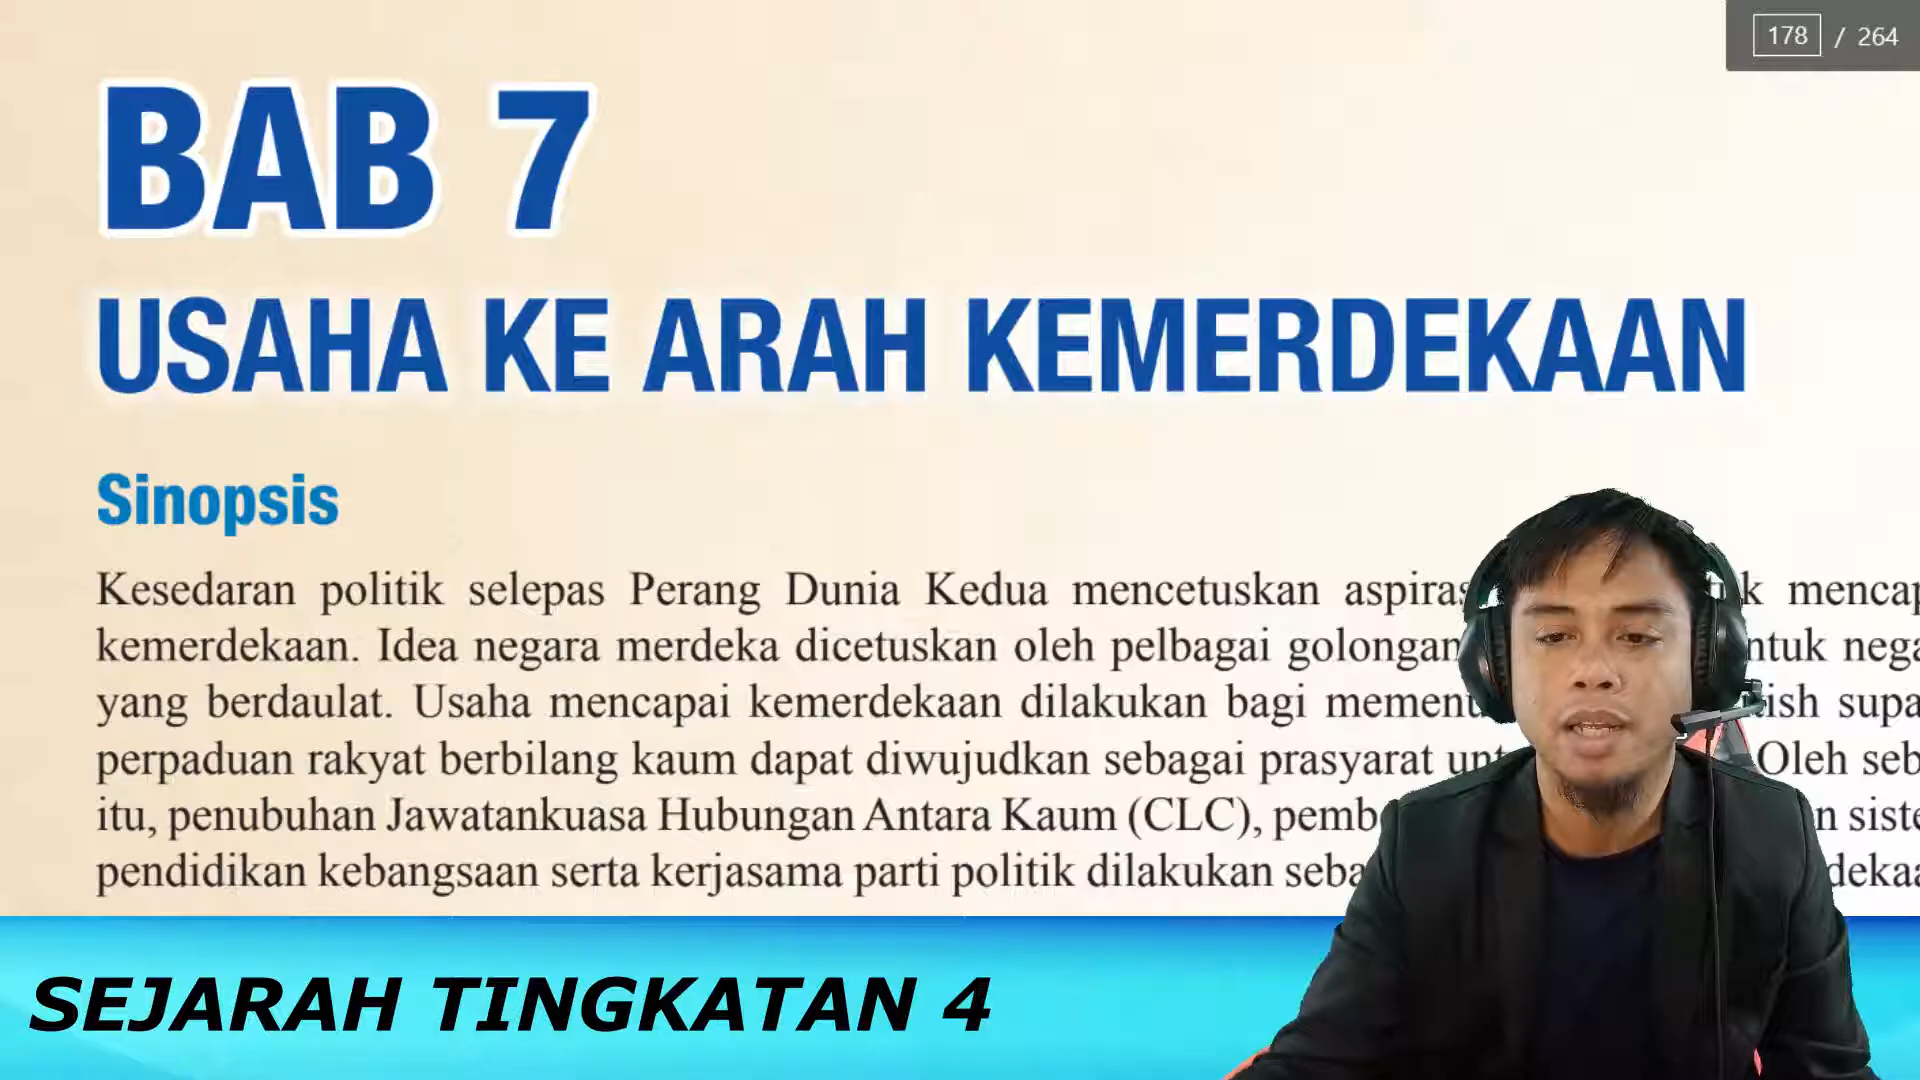 178 / 264
BAB 7
USAHA KE ARAH KEMERDEKAAN
Sinopsis
Kesedaran politik selepas Perang Dunia Kedua mencetuskan
kemerdekaan. Idea negara merdeka dicetuskan oleh pelbagai golongan
yang berdaulat. Usaha mencapai kemerdekaan dilakukan bagi
perpaduan rakyat berbilang kaum dapat diwujudkan sebagai prasyarat Oleh
itu, penubuhan Jawatankuasa Hubungan Antara Kaum (CLC),
pendidikan kebangsaan serta kerjasama parti politik dilakukan
SEJARAH TINGKATAN 4